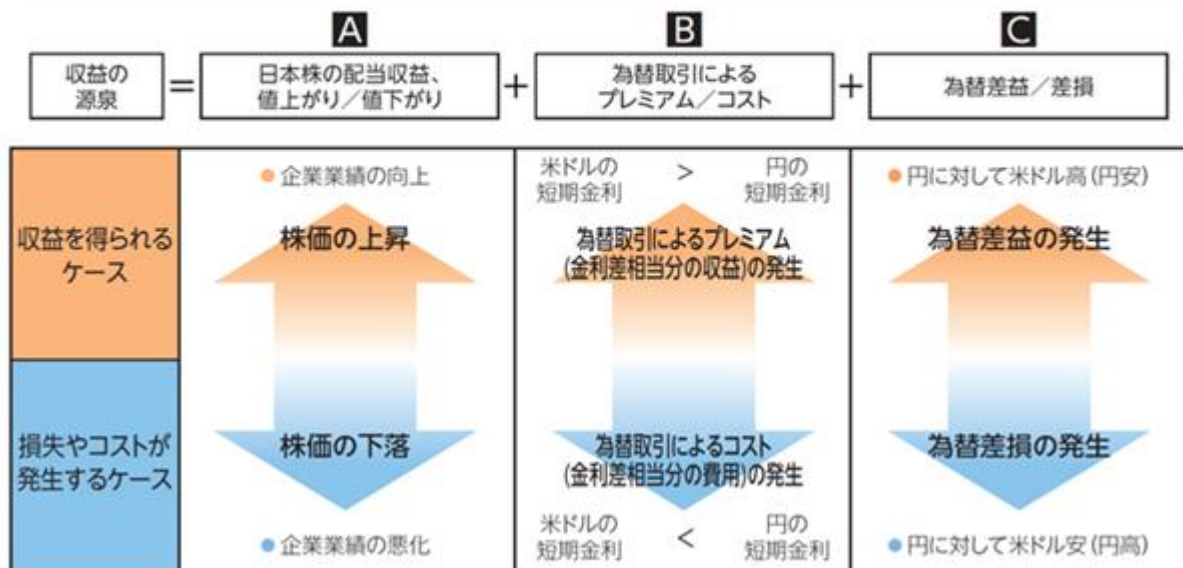 A
B
C
収益の
源泉
=
日本株の配当収益、
値上がり／値下がり
+
為替取引による
プレミアム／コスト
+
為替差益／差損
収益を得られる
ケース
●企業業績の向上
株価の上昇
米ドルの
短期金利
>
円の
短期金利
為替取引によるプレミアム
(金利差相当分の収益)の発生
●円に対して米ドル高(円安)
為替差益の発生
損失やコストが
発生するケース
株価の下落
●企業業績の悪化
為替取引によるコスト
(金利差相当分の費用)の発生
米ドルの
短期金利
<
円の
短期金利
為替差損の発生
●円に対して米ドル安(円高)